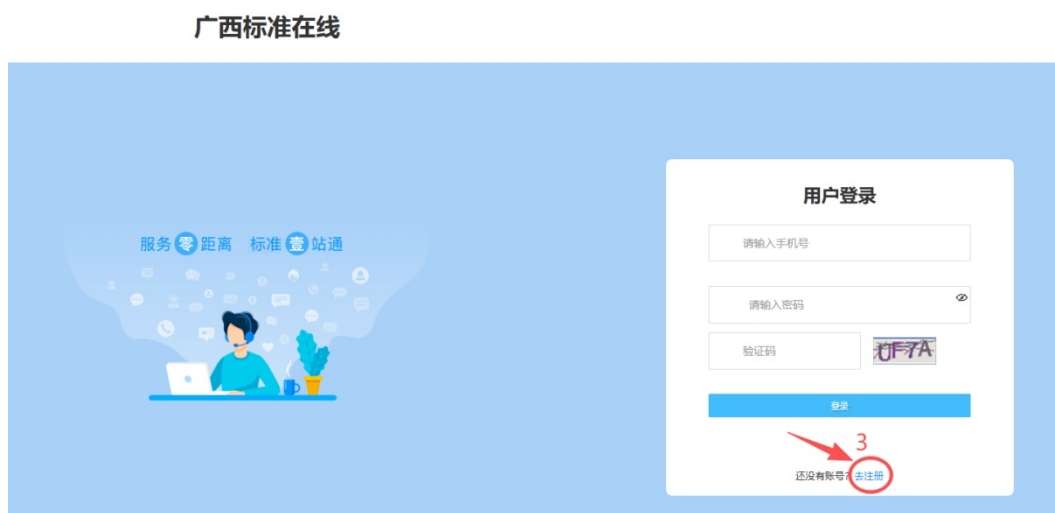 广西标准在线
服务零距离 标准壹站通
用户登录
请输入手机号
请输入密码
验证码
UF7A
登录
3
还没有账号? 去注册